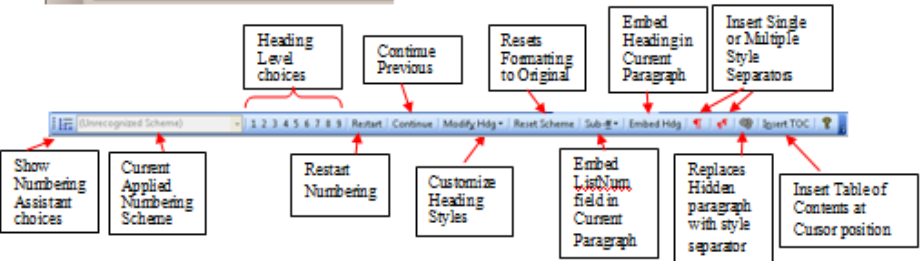 Heading
Level
choices
Continue
Previous
Resets
Formatting
to Original
Embed
Heading in
Current
Paragraph
Insert Single
or Multiple
Style
Separators
(Unrecognized Scheme) 1 2 3 4 5 6 7 8 9 Restart Continue Modify Hdg Reset Scheme Sub-# Embed Hdg ¶ ¶ Insert TOC ?
Show
Numbering
Assistant
choices
Current
Applied
Numbering
Scheme
Restart
Numbering
Customize
Heading
Styles
Embed
ListNum
field in
Current
Paragraph
Replaces
Hidden
paragraph
with style
separator
Insert Table of
Contents at
Cursor position